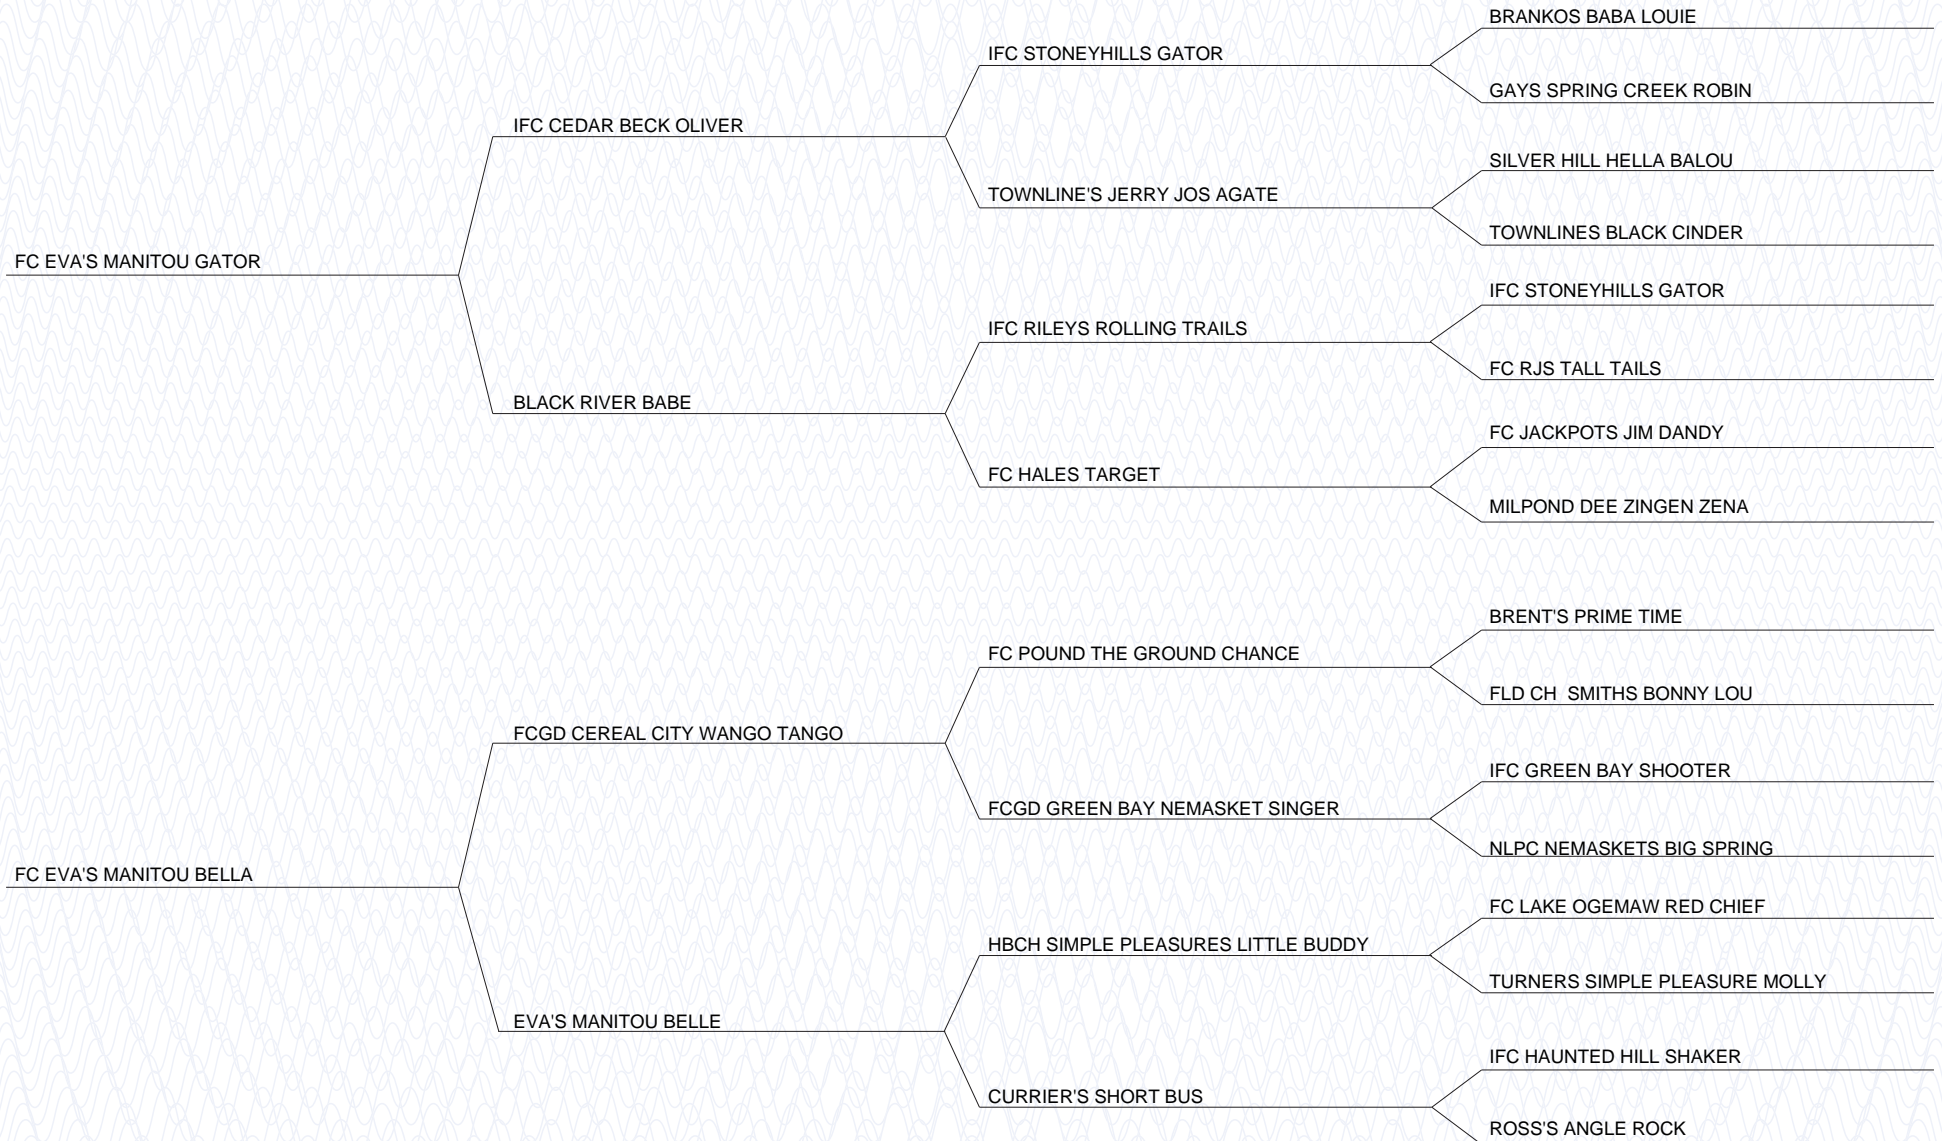 BRANKOS BABA LOUIE
IFC STONEYHILLS GATOR
GAYS SPRING CREEK ROBIN
IFC CEDAR BECK OLIVER
SILVER HILL HELLA BALOU
TOWNLINE'S JERRY JOS AGATE
TOWNLINES BLACK CINDER
FC EVA'S MANITOU GATOR
IFC STONEYHILLS GATOR
IFC RILEYS ROLLING TRAILS
FC RJS TALL TAILS
BLACK RIVER BABE
FC JACKPOTS JIM DANDY
FC HALES TARGET
MILPOND DEE ZINGEN ZENA
BRENT'S PRIME TIME
FC POUND THE GROUND CHANCE
FLD CH  SMITHS BONNY LOU
FCGD CEREAL CITY WANGO TANGO
IFC GREEN BAY SHOOTER
FCGD GREEN BAY NEMASKET SINGER
NLPC NEMASKETS BIG SPRING
FC EVA'S MANITOU BELLA
FC LAKE OGEMAW RED CHIEF
HBCH SIMPLE PLEASURES LITTLE BUDDY
TURNERS SIMPLE PLEASURE MOLLY
EVA'S MANITOU BELLE
IFC HAUNTED HILL SHAKER
CURRIER'S SHORT BUS
ROSS'S ANGLE ROCK